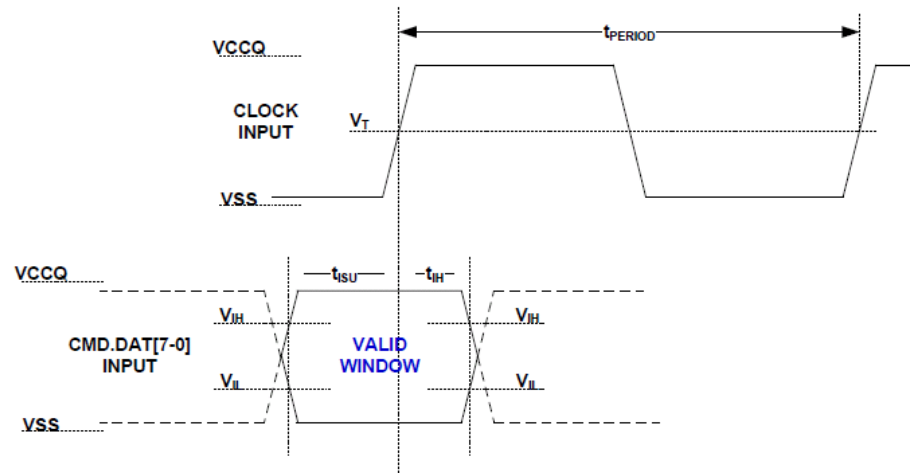 tPERIOD
VCCQ
CLOCK
INPUT
VT
VSS
VCCQ
tISU
tIH
VIH
VIH
CMD.DAT[7-0]
INPUT
VALID
WINDOW
VIL
VIL
VSS